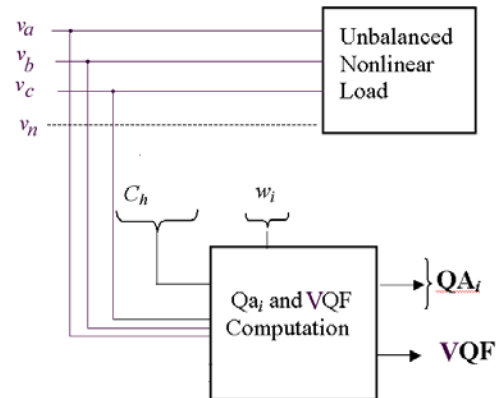 va
vb
vc
vn
Unbalanced
Nonlinear
Load
Ch
wi
Qai and VQF
Computation
QAi
VQF